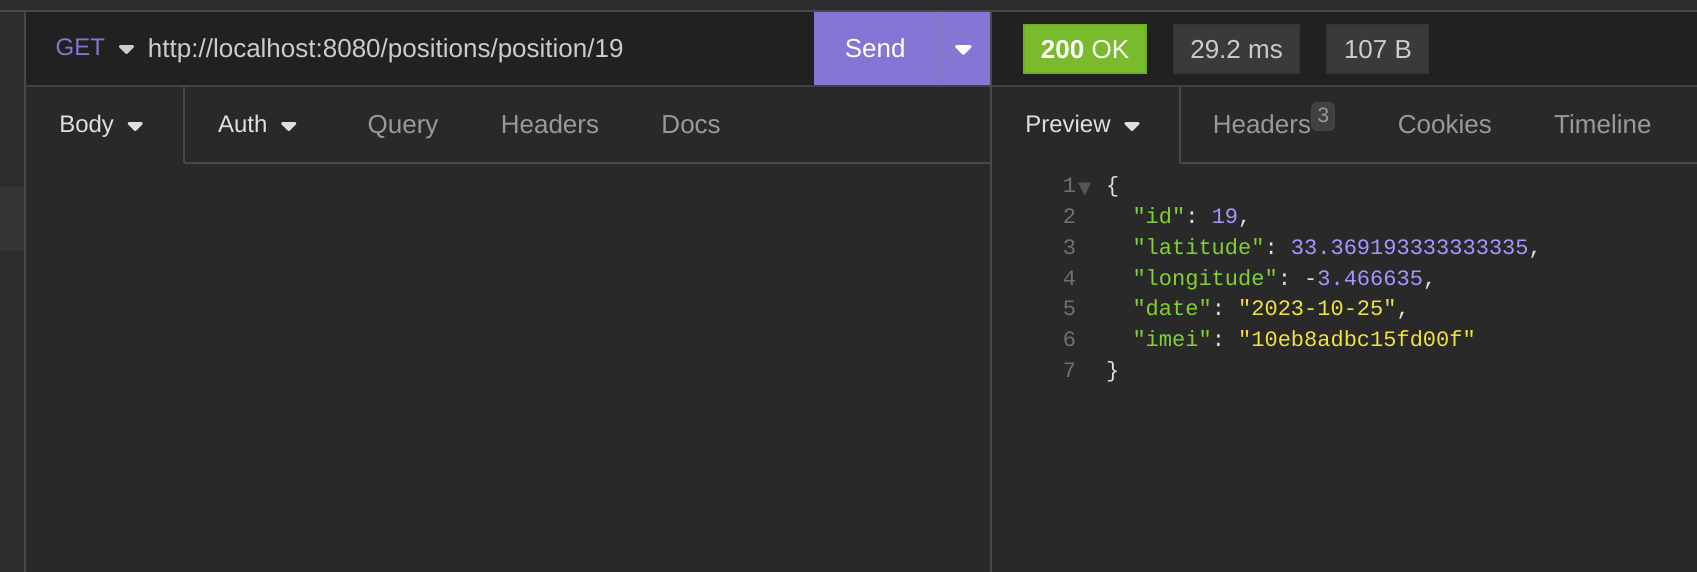 GET http://localhost:8080/positions/position/19 Send 200 OK 29.2 ms 107 B
Body Auth Query Headers Docs Preview Headers 3 Cookies Timeline
1 {
2 "id": 19,
3 "latitude": 33.369193333333335,
4 "longitude": -3.466635,
5 "date": "2023-10-25",
6 "imei": "10eb8adbc15fd00f"
7 }